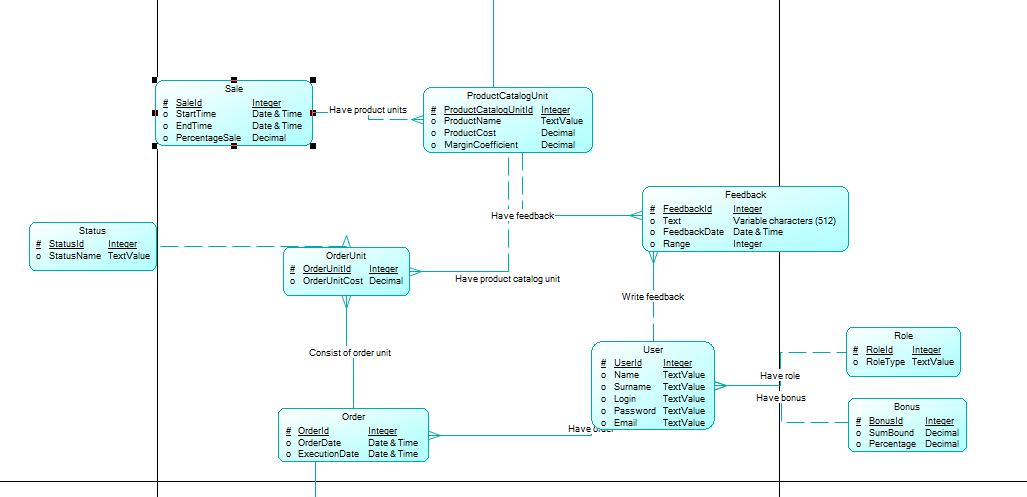 Sale
# SaleId Integer
o StartTime Date & Time
o EndTime Date & Time
o PercentageSale Decimal
Have product units
ProductCatalogUnit
# ProductCatalogUnitId Integer
o ProductName TextValue
o ProductCost Decimal
o MarginCoefficient Decimal
Feedback
# FeedbackId Integer
o Text Variable characters (512)
o FeedbackDate Date & Time
o Range Integer
Have feedback
Status
# StatusId Integer
o StatusName TextValue
OrderUnit
# OrderUnitId Integer
o OrderUnitCost Decimal
Have product catalog unit
Write feedback
Consist of order unit
User
# UserId Integer
o Name TextValue
o Surname TextValue
o Login TextValue
o Password TextValue
o Email TextValue
Role
# RoleId Integer
o RoleType TextValue
Have role
Have bonus
Bonus
# BonusId Integer
o SumBound Decimal
o Percentage Decimal
Order
# OrderId Integer
o OrderDate Date & Time
o ExecutionDate Date & Time
Have